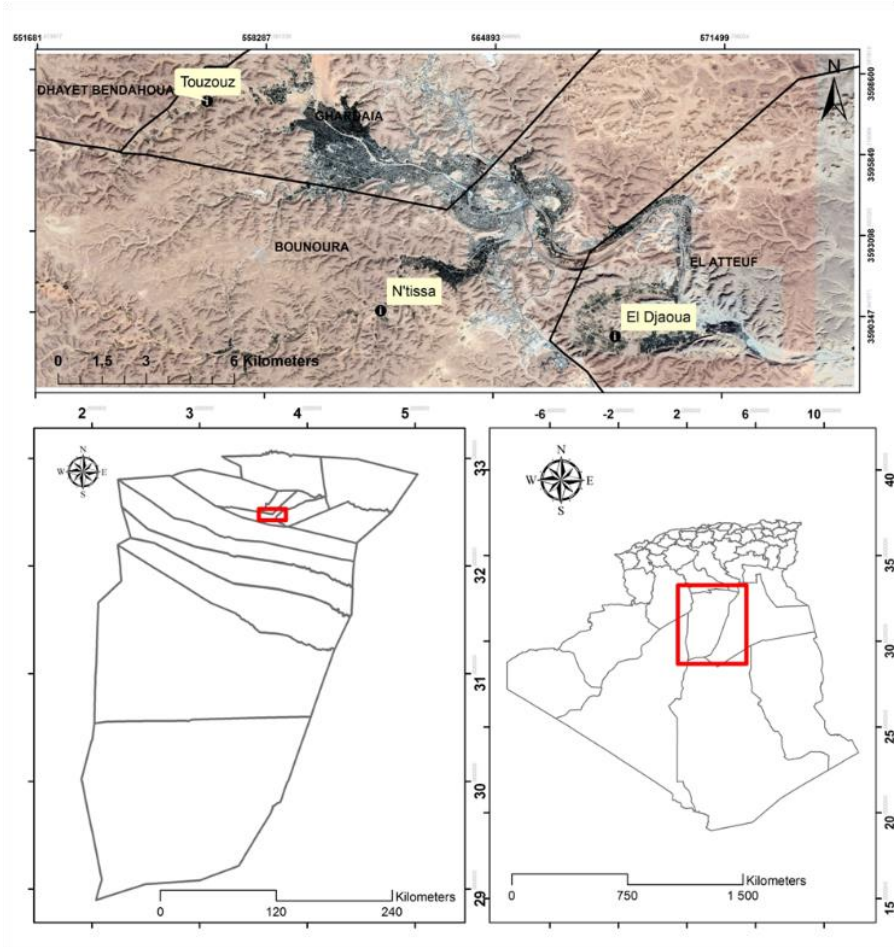 551681
558287
564893
571499
Touzouz
DHAYET BENDAHOUA
GHARDAIA
N
3598600
3595849
BOUNOURA
3593098
EL ATTEUF
N'tissa
El Djaoua
3590347
0 1.5 3 6 Kilometers
2 3 4 5
N
W E
S
33
32
31
30
29
Kilometers
0 120 240
-6 -2 2 6 10
N
W E
S
40
35
30
25
20
15
Kilometers
0 750 1 500